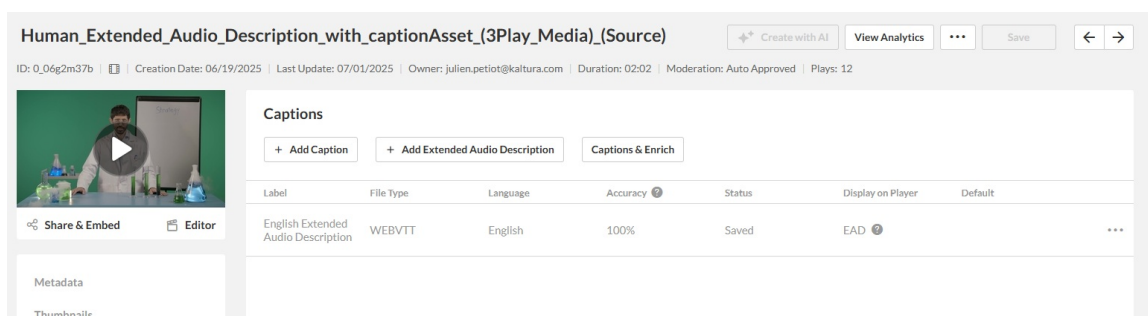 Human_Extended_Audio_Description_with_captionAsset_(3Play_Media)_(Source)
Create with AI
View Analytics
•••
Save
ID: 0_06g2m37b | Creation Date: 06/19/2025 | Last Update: 07/01/2025 | Owner: julien.petiot@kaltura.com | Duration: 02:02 | Moderation: Auto Approved | Plays: 12
Captions
+ Add Caption
+ Add Extended Audio Description
Captions & Enrich
Label File Type Language Accuracy ? Status Display on Player Default
English Extended Audio Description WEBVTT English 100% Saved EAD ? •••
Share & Embed
Editor
Metadata
Thumbnails